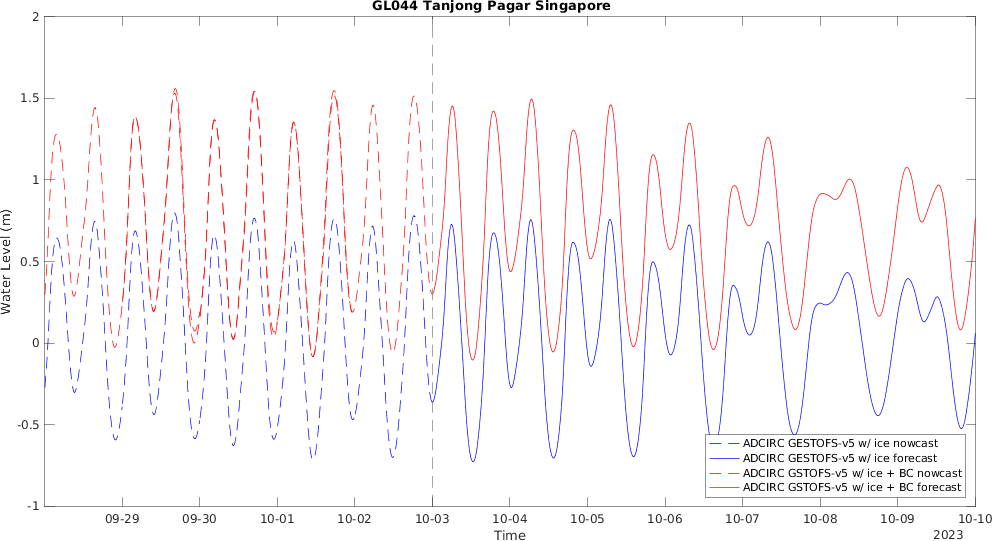 GL044 Tanjong Pagar Singapore
2
1.5
1
0.5
0
-0.5
-1
Water Level (m)
ADCIRC GESTOFS-v5 w/ ice nowcast
ADCIRC GESTOFS-v5 w/ ice forecast
ADCIRC GSTOFS-v5 w/ ice + BC nowcast
ADCIRC GSTOFS-v5 w/ ice + BC forecast
09-29 09-30 10-01 10-02 10-03 10-04 10-05 10-06 10-07 10-08 10-09 10-10
Time
2023